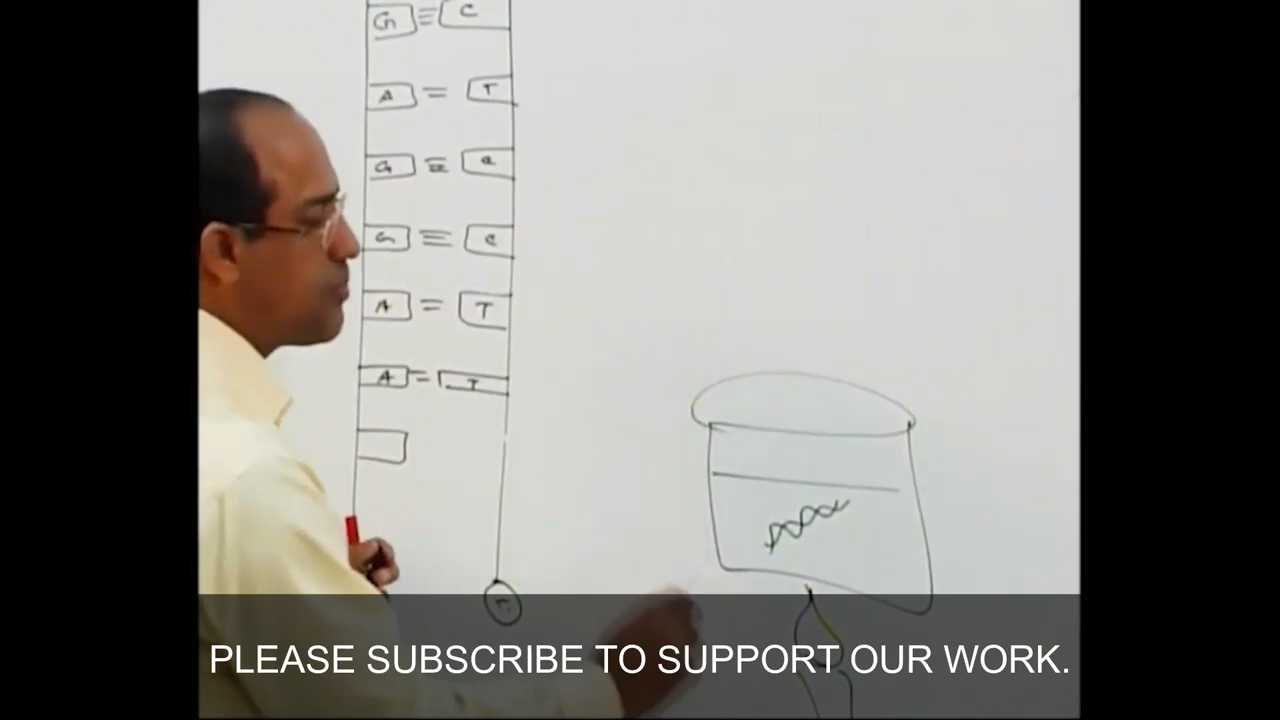 G ≡ C
A = T
G ≡ C
G ≡ C
A = T
A = T
PLEASE SUBSCRIBE TO SUPPORT OUR WORK.